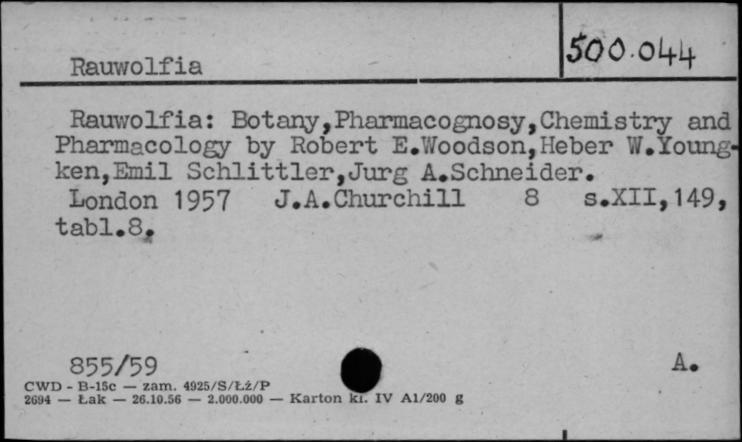 500.044
Rauwolfia
Rauwolfia: Botany,Pharmacognosy,Chemistry and
Pharmacology by Robert E.Woodson,Heber W.Young-
ken,Emil Schlittler,Jurg A.Schneider.
London 1957 J.A.Churchill 8 s.XII,149,
tabl.8.
855/59 A.
CWD - B-15c — zam. 4925/S/Łż/P
2694 — Łak — 26.10.56 — 2.000.000 — Karton kl. IV A1/200 g